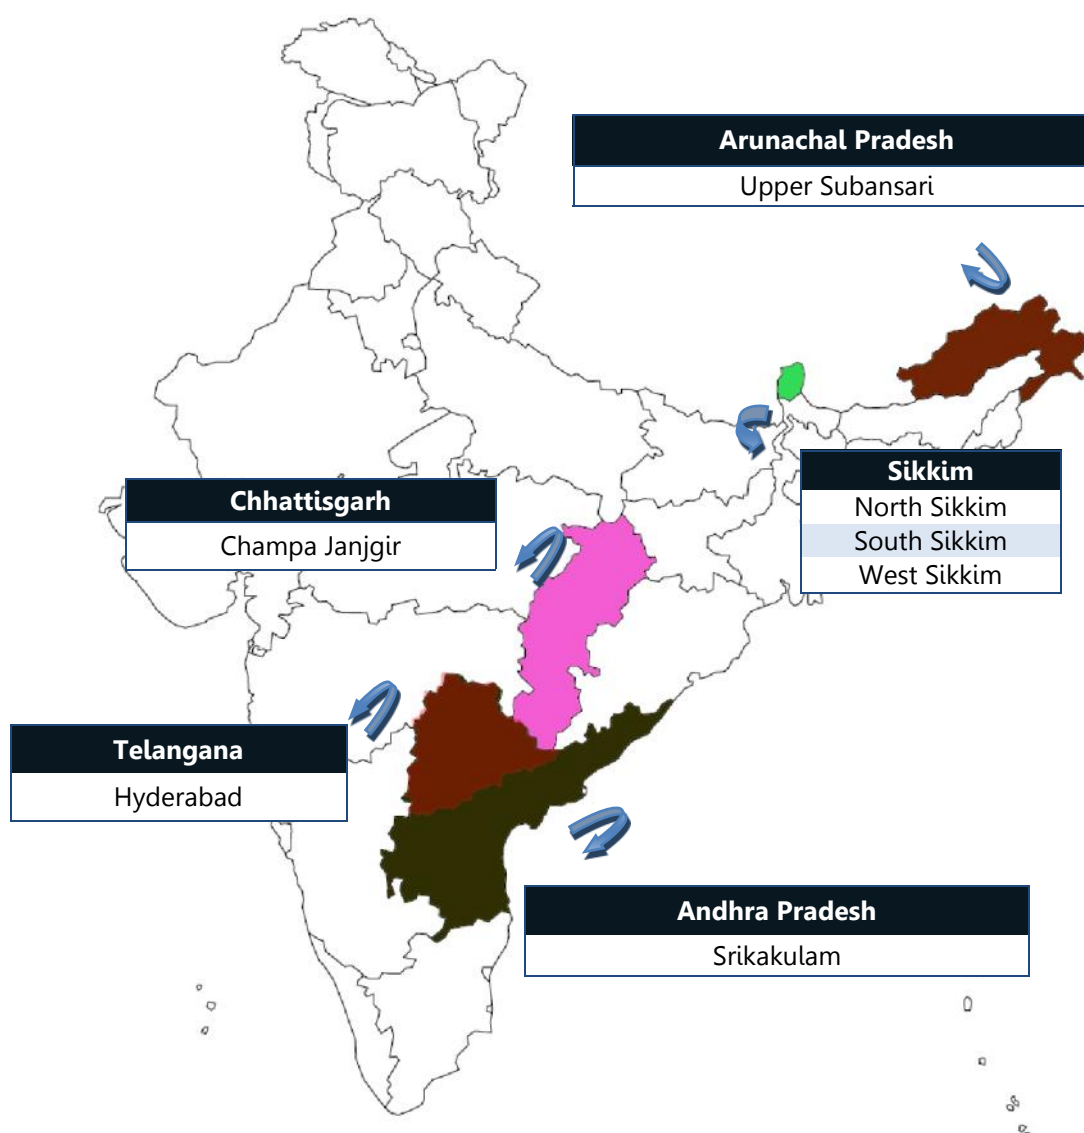 Arunachal Pradesh
Upper Subansari
Sikkim
North Sikkim
South Sikkim
West Sikkim
Chhattisgarh
Champa Janjgir
Telangana
Hyderabad
Andhra Pradesh
Srikakulam